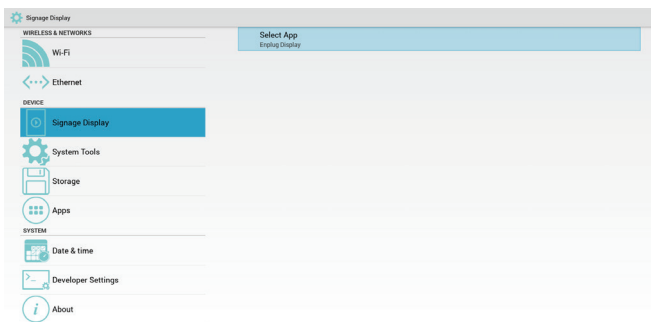 Signage Display
WIRELESS & NETWORKS
Wi-Fi
Ethernet
DEVICE
Signage Display
System Tools
Storage
Apps
SYSTEM
Date & time
Developer Settings
About
Select App
Enplug Display